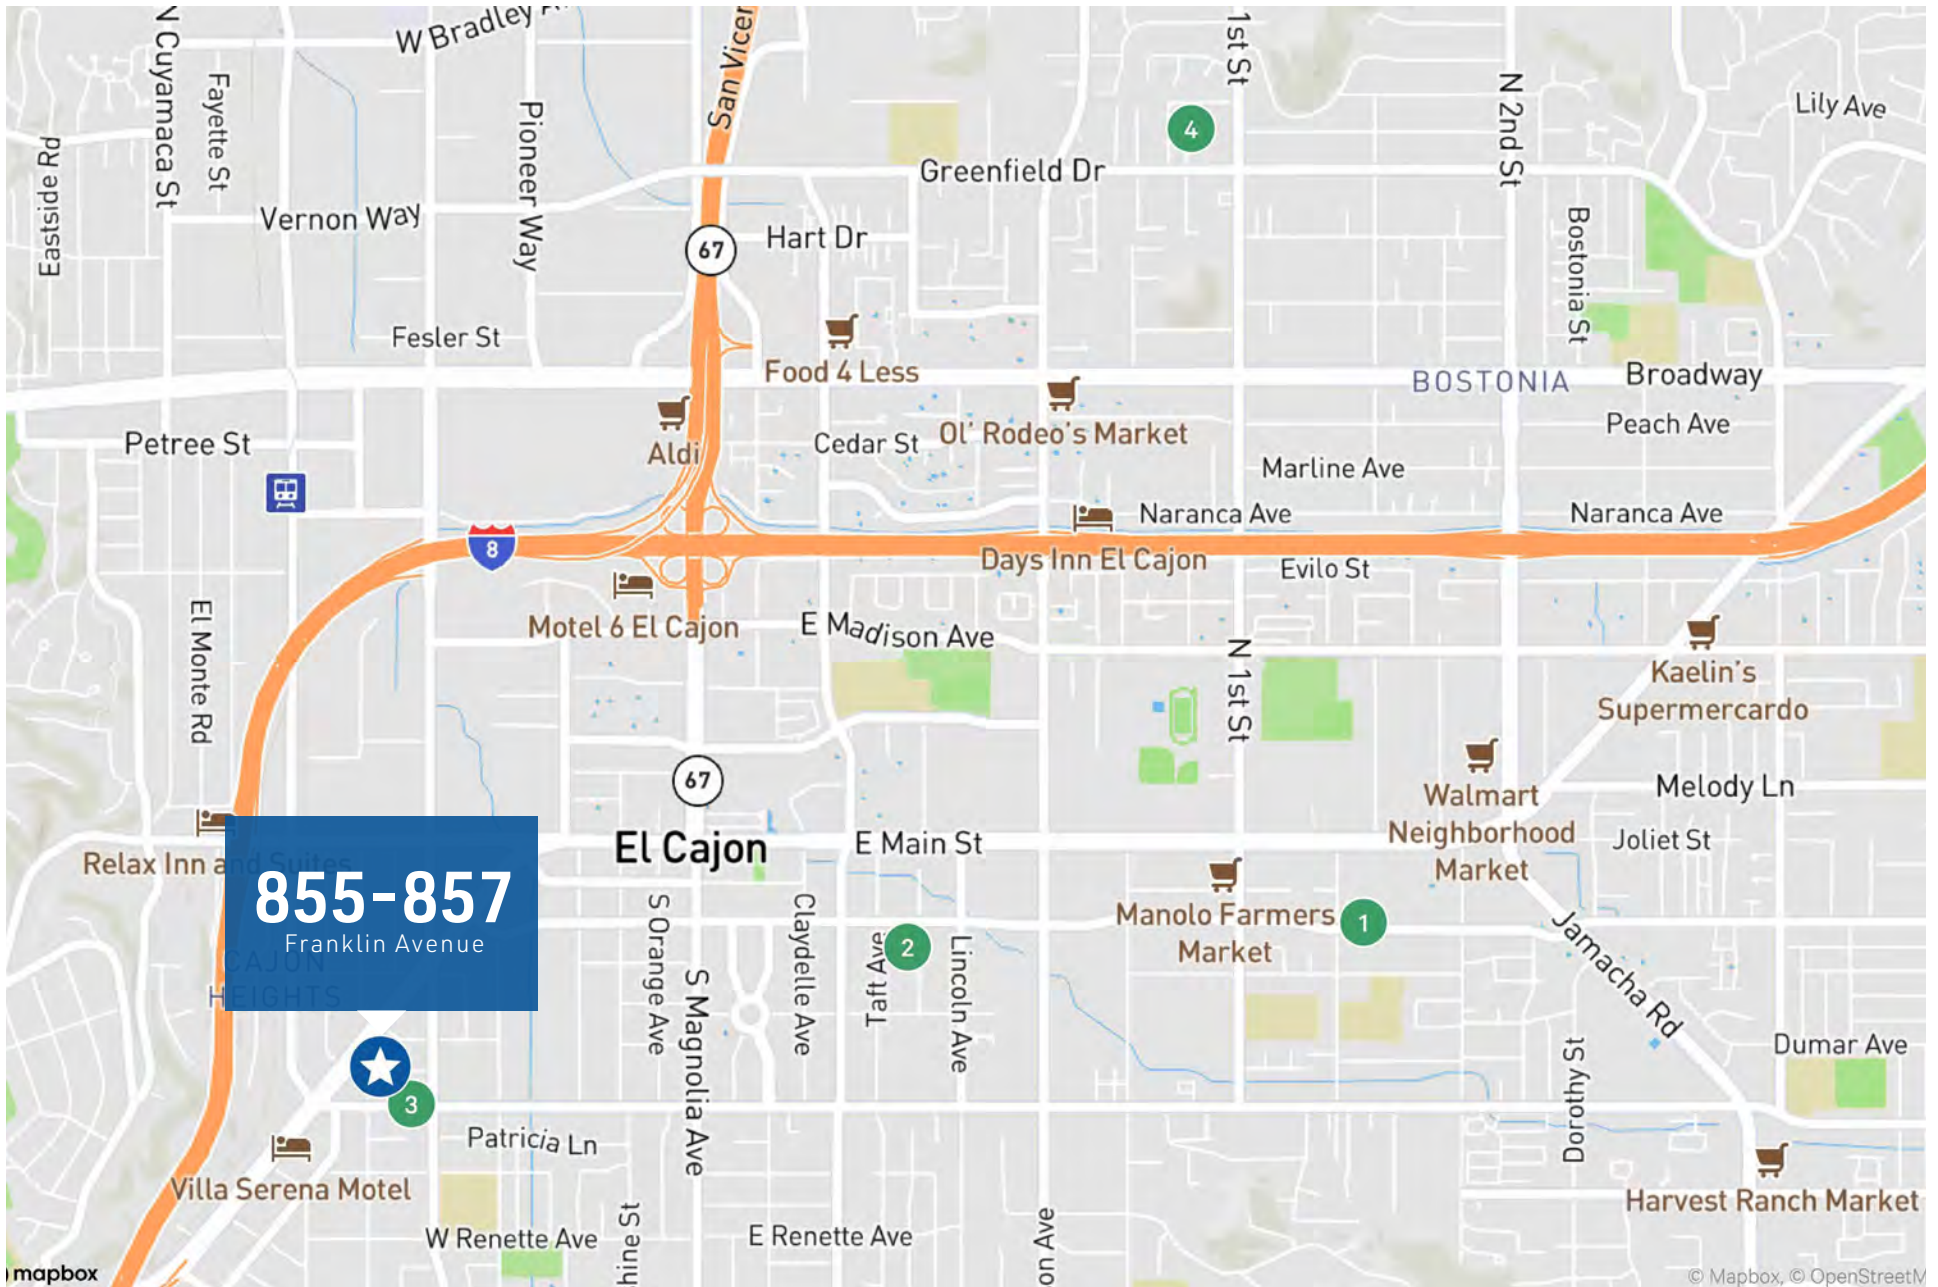 N Cuyamaca St
Fayette St
W Bradley
Pioneer Way
San Vicen
1st St
N 2nd St
Lily Ave
4
Eastside Rd
Greenfield Dr
Vernon Way
Hart Dr
Bostonia St
67
Fesler St
Food 4 Less
BOSTONIA
Broadway
Ol' Rodeo's Market
Peach Ave
Petree St
Aldi
Cedar St
Marline Ave
Naranca Ave
Naranca Ave
8
Days Inn El Cajon
Evilo St
Motel 6 El Cajon
E Madison Ave
El Monte Rd
N 1st St
Kaelin's
Supermercardo
67
Walmart
Neighborhood
Market
Melody Ln
El Cajon
E Main St
Joliet St
Relax Inn and Suites
855-857
Franklin Avenue
CAJON
HEIGHTS
S Orange Ave
S Magnolia Ave
Claydelle Ave
Taft Ave
2
Lincoln Ave
Manolo Farmers
Market
1
Jamacha Rd
Dorothy St
Dumar Ave
3
Patricia Ln
Villa Serena Motel
Harvest Ranch Market
W Renette Ave
E Renette Ave
hine St
on Ave
mapbox
© Mapbox, © OpenStreetM